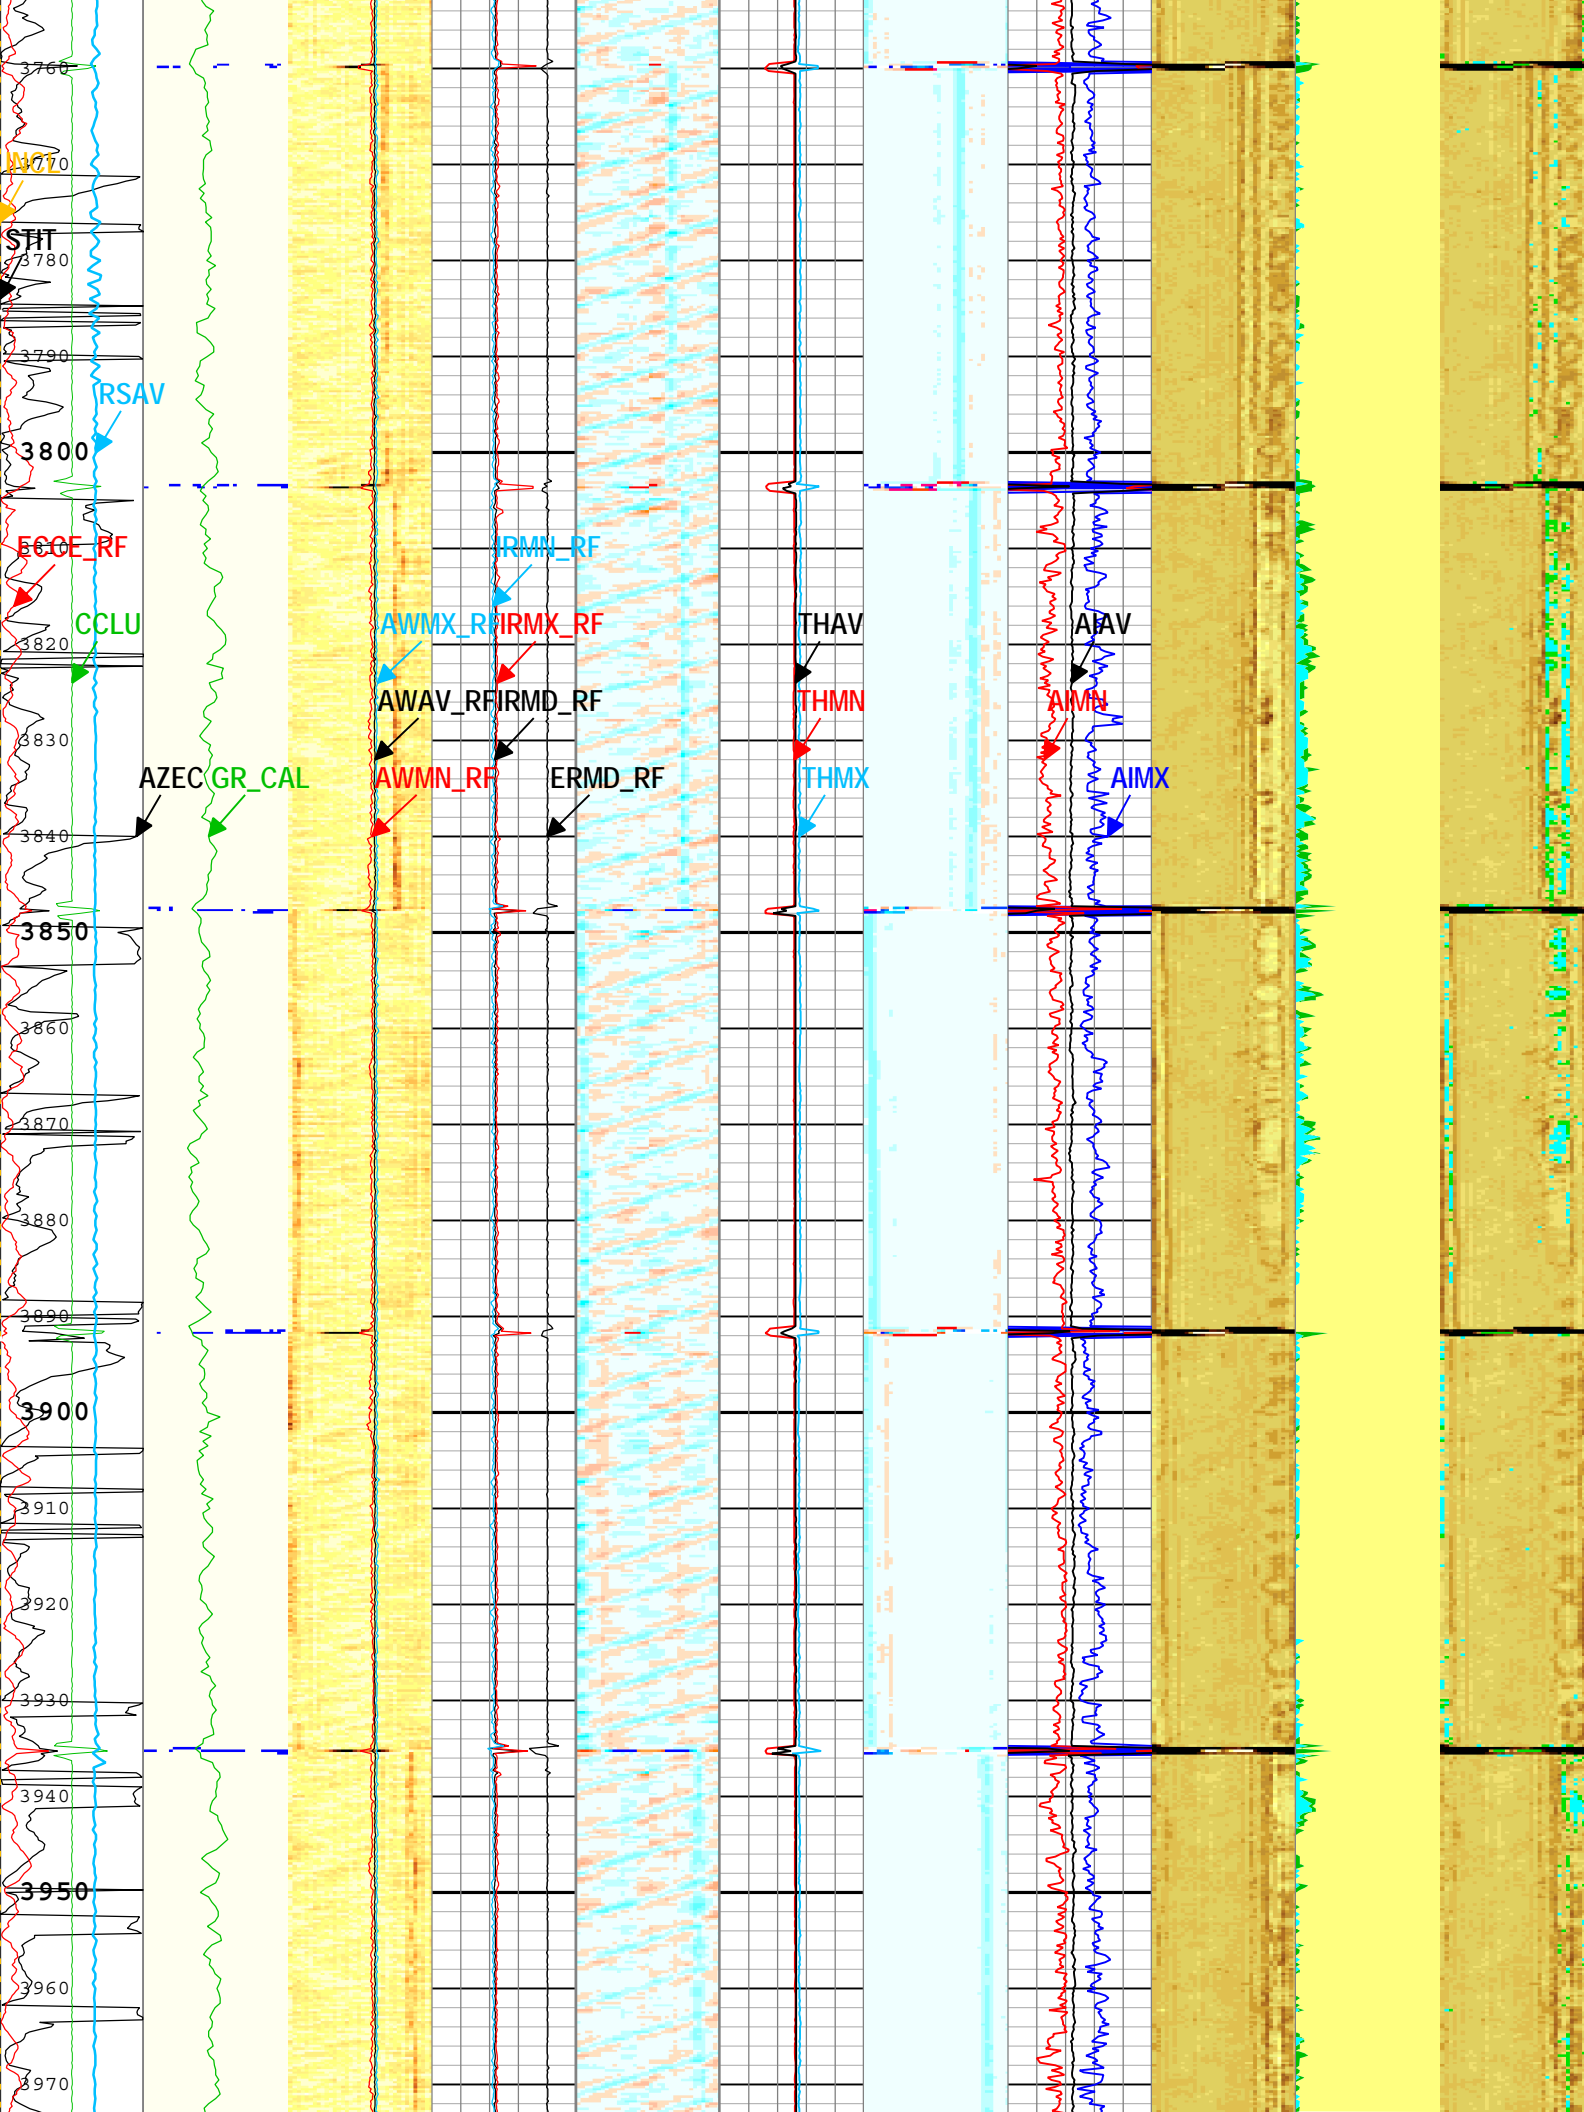 3760
INCL
3770
STIT
3780
3790
RSAV
3800
ECCE_RF
3810
IRMN_RF
CCLU
AWMX_RF
IRMX_RF
THAV
AIAV
3820
AWAV_RF
IRMD_RF
THMN
AIMN
3830
AZEC
GR_CAL
AWMN_RF
ERMD_RF
THMX
AIMX
3840
3850
3860
3870
3880
3890
3900
3910
3920
3930
3940
3950
3960
3970